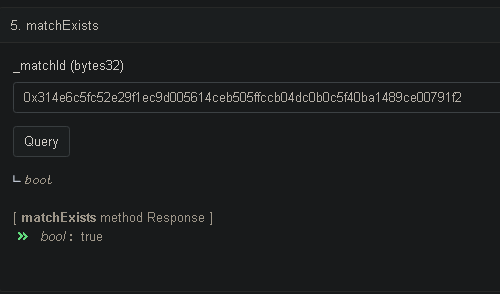 5. matchExists
_matchId (bytes32)
0x314e6c5fc52e29f1ec9d005614ceb505ffccb04dc0b0c5f40ba1489ce00791f2
Query
bool
[ matchExists method Response ]
bool : true